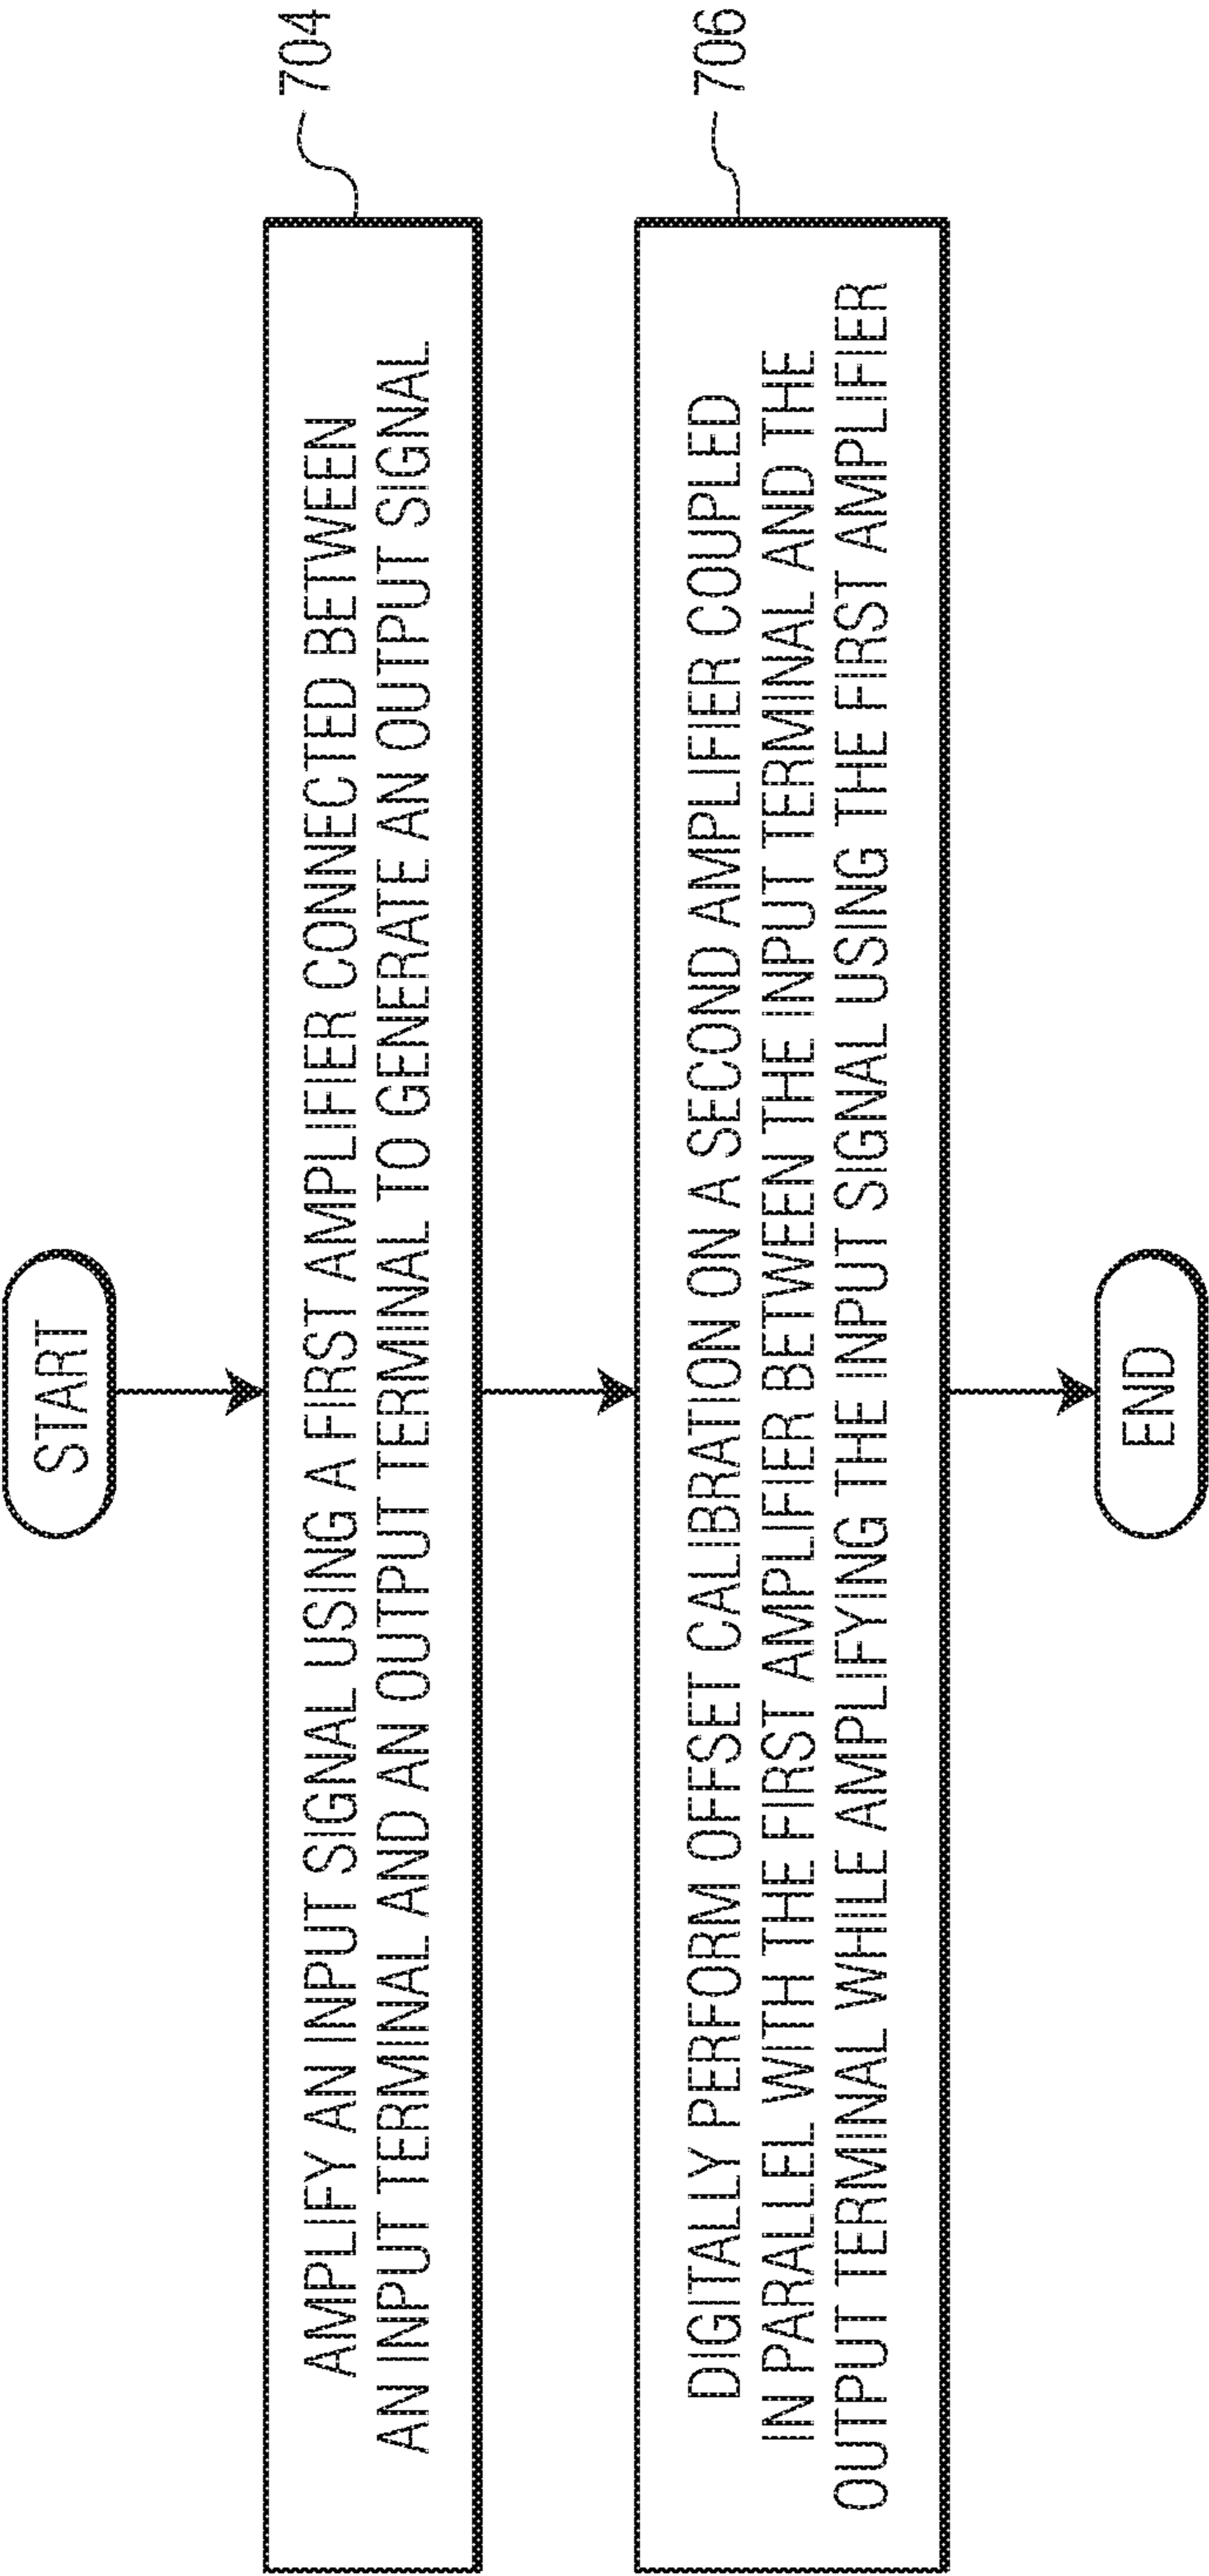 START
AMPLIFY AN INPUT SIGNAL USING A FIRST AMPLIFIER CONNECTED BETWEEN
AN INPUT TERMINAL AND AN OUTPUT TERMINAL TO GENERATE AN OUTPUT SIGNAL
704
DIGITALLY PERFORM OFFSET CALIBRATION ON A SECOND AMPLIFIER COUPLED
IN PARALLEL WITH THE FIRST AMPLIFIER BETWEEN THE INPUT TERMINAL AND THE
OUTPUT TERMINAL WHILE AMPLIFYING THE INPUT SIGNAL USING THE FIRST AMPLIFIER
706
END